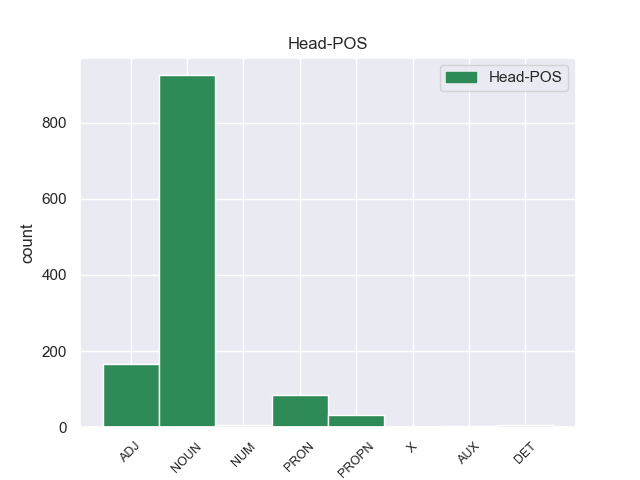 Head-POS
Head-POS
count
800
600
400
200
0
ADJ
NOUN
NUM
PRON
PROPN
X
AUX
DET